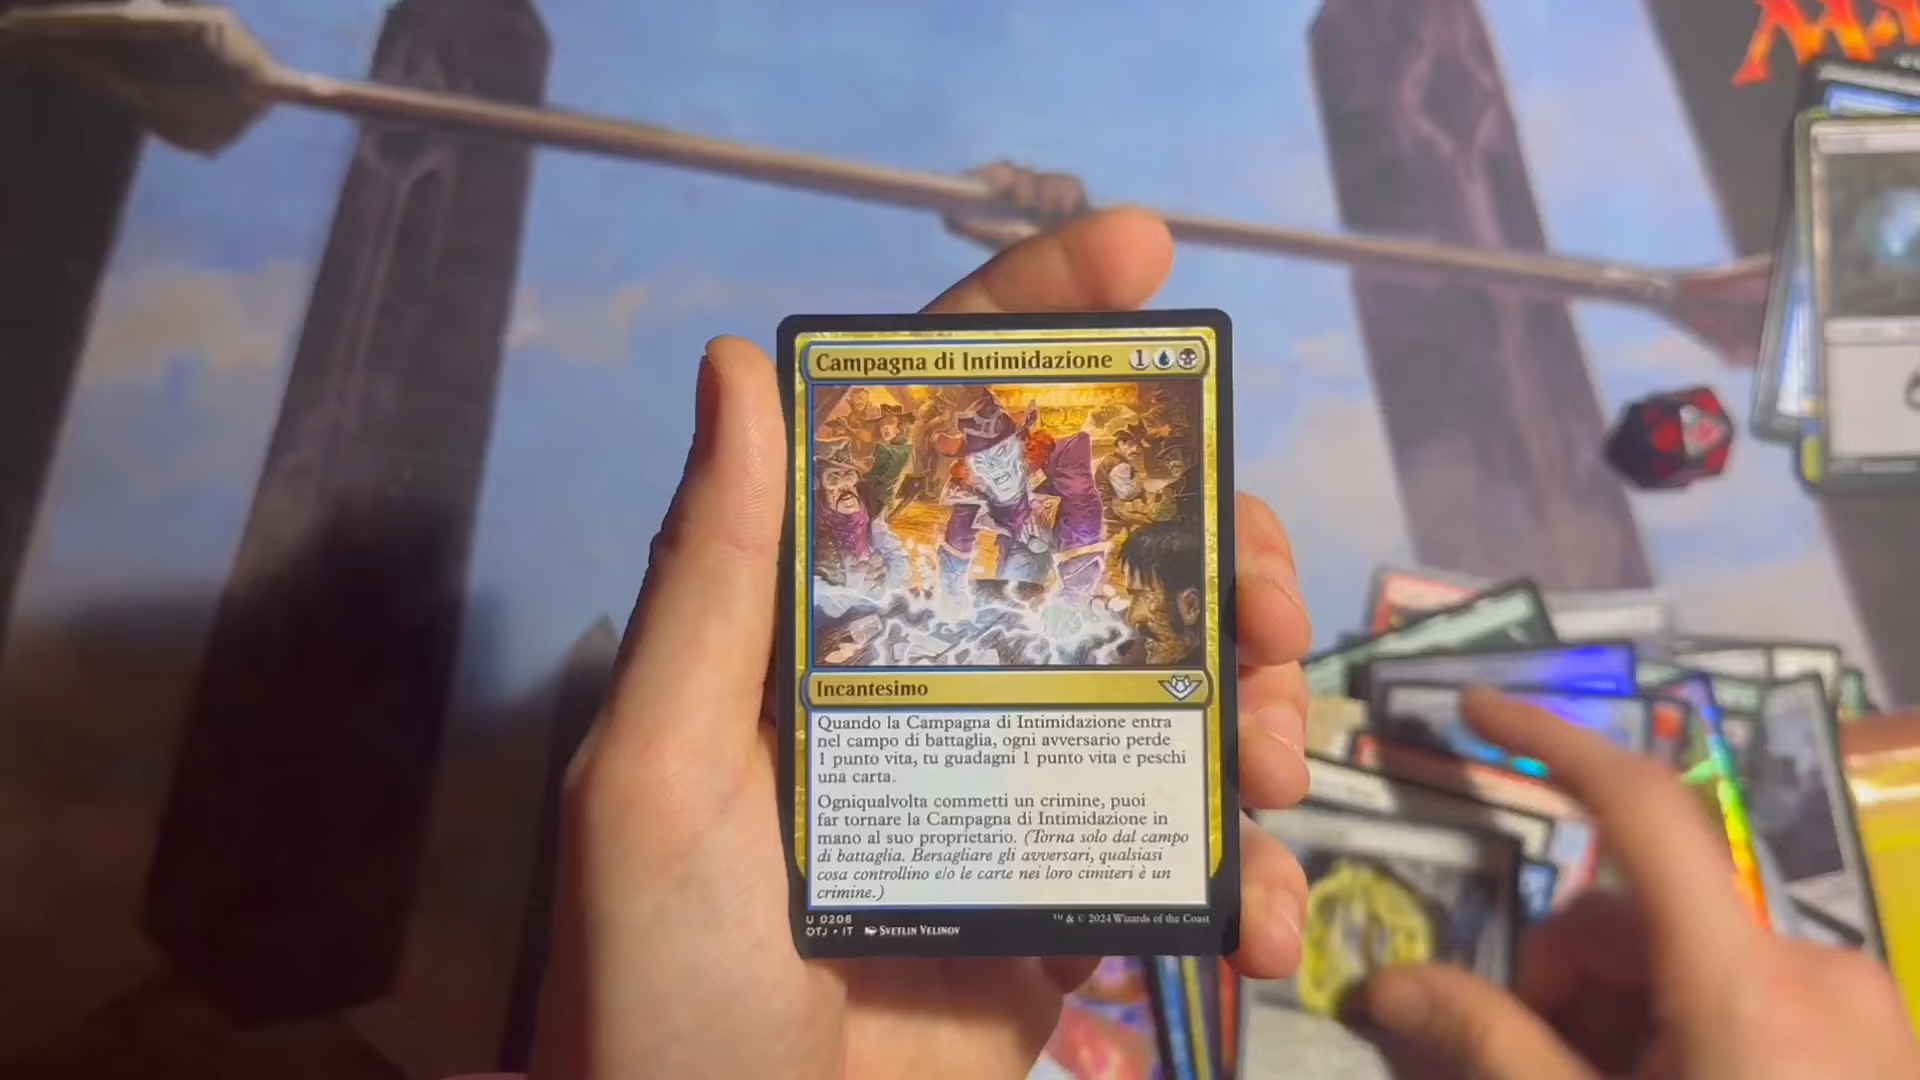 Campagna di Intimidazione 1
Incantesimo
Quando la Campagna di Intimidazione entra
nel campo di battaglia, ogni avversario perde
1 punto vita, tu guadagni 1 punto vita e peschi
una carta.
Ogniqualvolta commetti un crimine, puoi
far tornare la Campagna di Intimidazione in
mano al suo proprietario. (Torna solo dal campo
di battaglia. Bersagliare gli avversari, qualsiasi
cosa controllino e/o le carte nei loro cimiteri è un
crimine.)
U 0208
OTJ • IT SVETLIN VELINOV
™ & © 2024 Wizards of the Coast